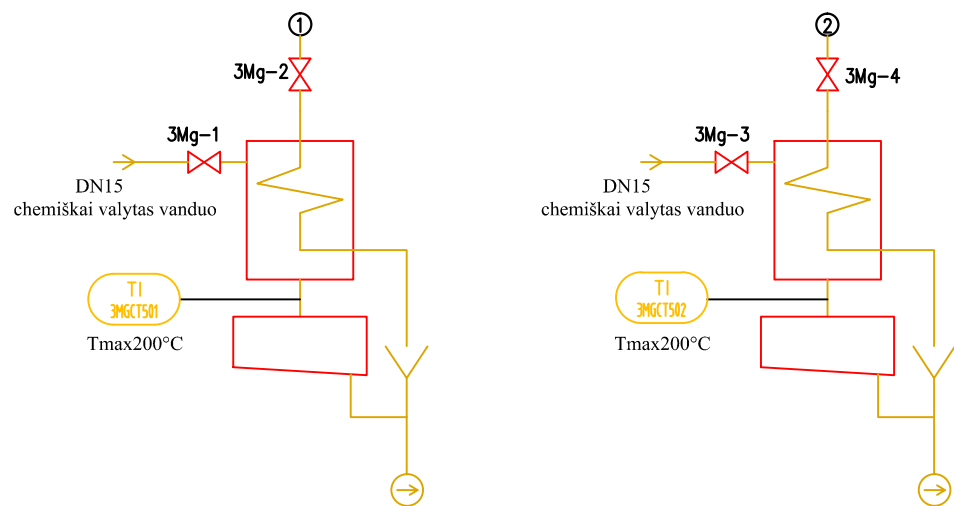 1
3Mg-2
3Mg-1
DN15
chemiškai valytas vanduo
TI
3MGCT501
Tmax200°C
2
3Mg-4
3Mg-3
DN15
chemiškai valytas vanduo
TI
3MGCT502
Tmax200°C